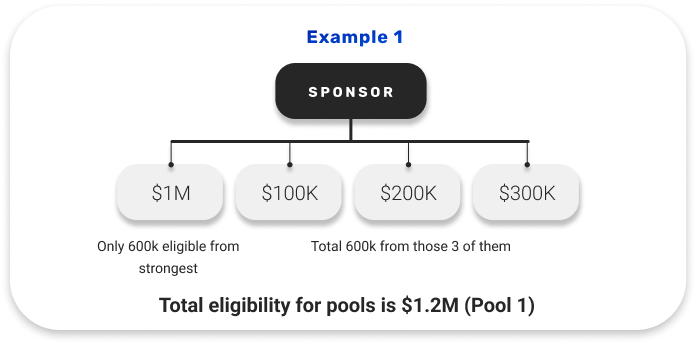 Example 1
SPONSOR
$1M
$100K
$200K
$300K
Only 600k eligible from
strongest
Total 600k from those 3 of them
Total eligibility for pools is $1.2M (Pool 1)